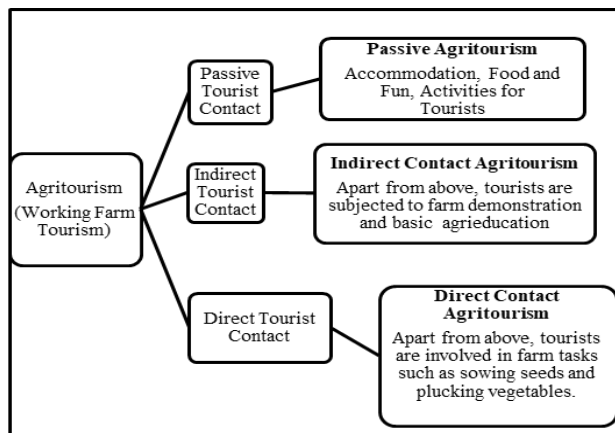 Agritourism
(Working Farm
Tourism)
Passive
Tourist
Contact
Passive Agritourism
Accommodation, Food and
Fun, Activities for
Tourists
Indirect
Tourist
Contact
Indirect Contact Agritourism
Apart from above, tourists are
subjected to farm demonstration
and basic agrieducation
Direct Tourist
Contact
Direct Contact
Agritourism
Apart from above, tourists
are involved in farm tasks
such as sowing seeds and
plucking vegetables.